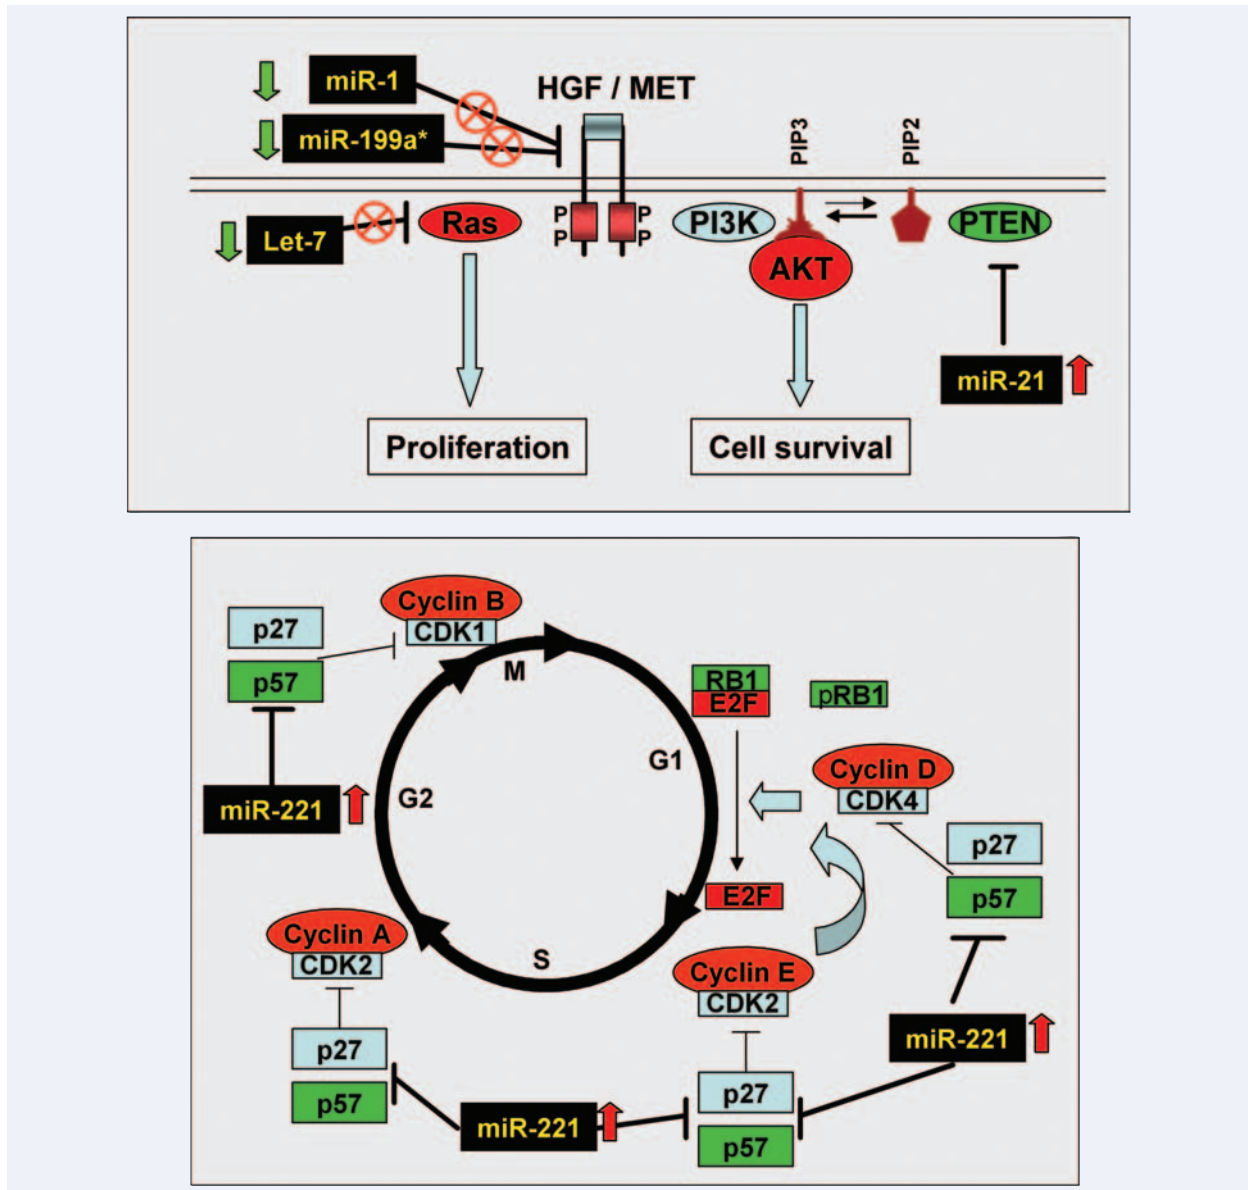 miR-1
HGF / MET
miR-199a*
PIP3
PIP2
P
P
P
P
Let-7
Ras
PI3K
PTEN
AKT
miR-21
Proliferation
Cell survival
Cyclin B
CDK1
p27
p57
M
RB1
E2F
pRB1
G1
Cyclin D
CDK4
miR-221
G2
p27
p57
E2F
Cyclin A
CDK2
S
Cyclin E
CDK2
miR-221
p27
p57
p27
p57
miR-221